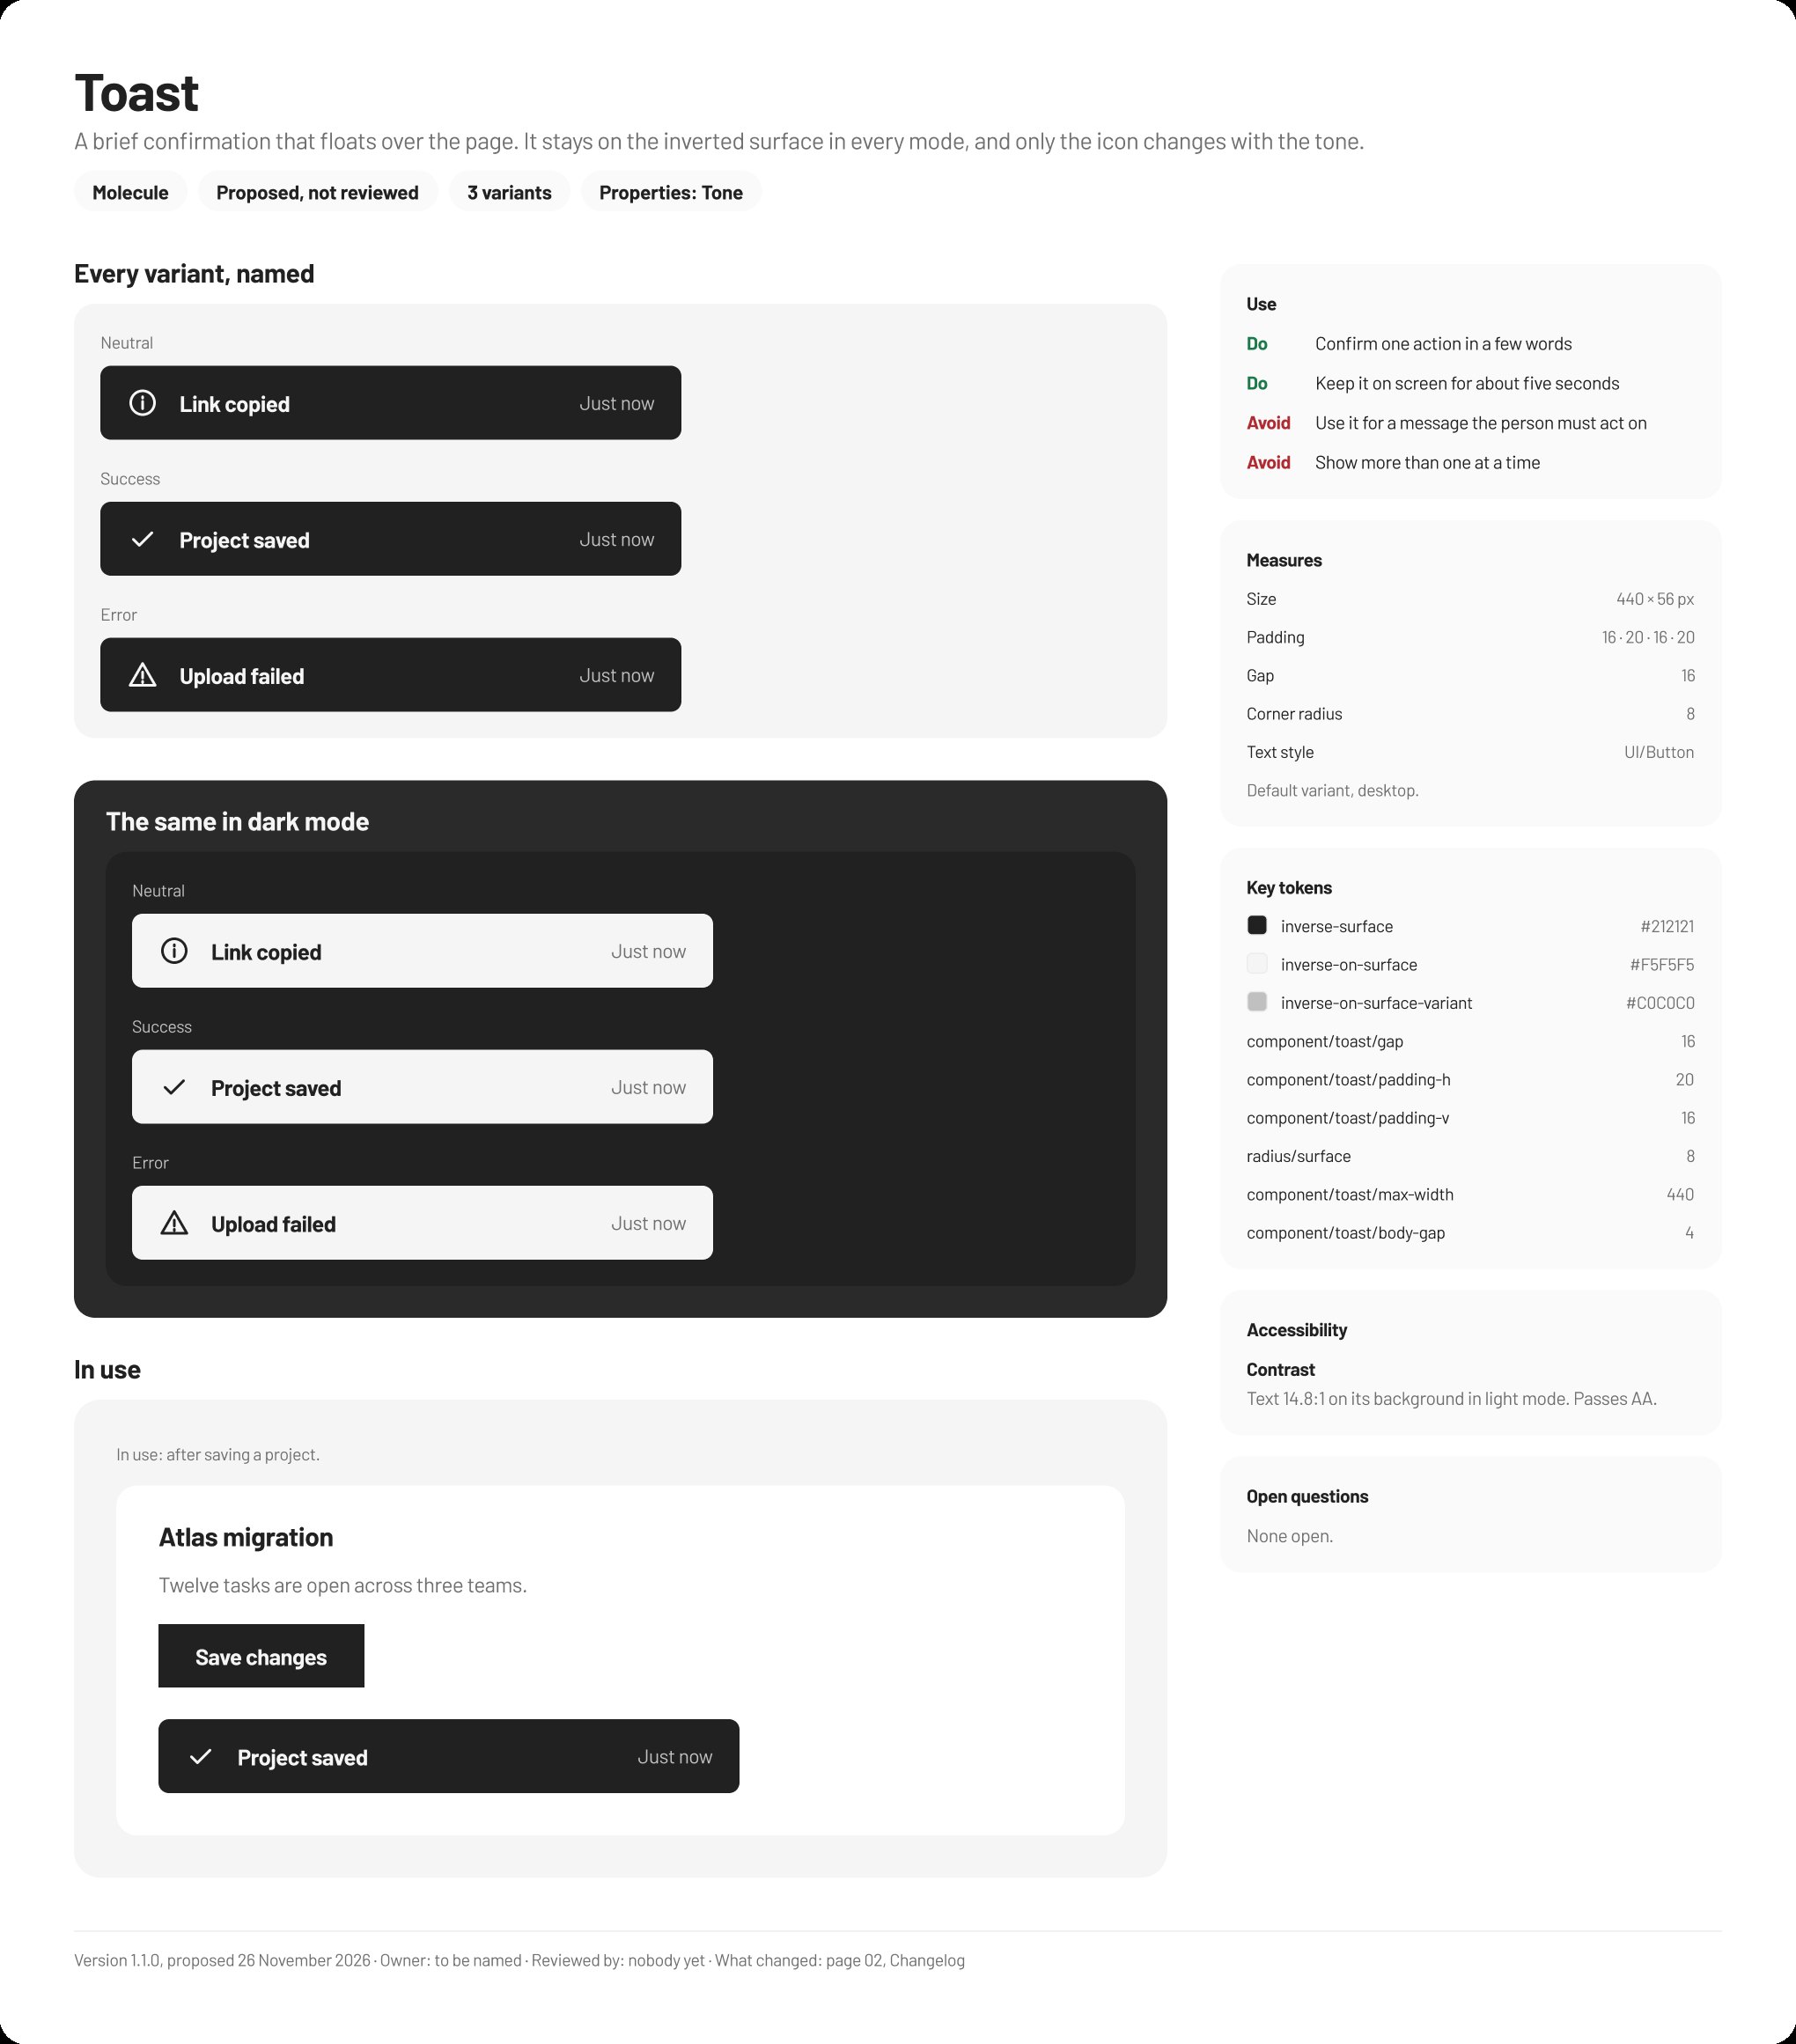 Toast
A brief confirmation that floats over the page. It stays on the inverted surface in every mode, and only the icon changes with the tone.
Molecule
Proposed, not reviewed
3 variants
Properties: Tone
Every variant, named
Neutral
Link copied Just now
Success
Project saved Just now
Error
Upload failed Just now
The same in dark mode
Neutral
Link copied Just now
Success
Project saved Just now
Error
Upload failed Just now
In use
In use: after saving a project.
Atlas migration
Twelve tasks are open across three teams.
Save changes
Project saved Just now
Use
Do Confirm one action in a few words
Do Keep it on screen for about five seconds
Avoid Use it for a message the person must act on
Avoid Show more than one at a time
Measures
Size 440 × 56 px
Padding 16 · 20 · 16 · 20
Gap 16
Corner radius 8
Text style UI/Button
Default variant, desktop.
Key tokens
inverse-surface #212121
inverse-on-surface #F5F5F5
inverse-on-surface-variant #C0C0C0
component/toast/gap 16
component/toast/padding-h 20
component/toast/padding-v 16
radius/surface 8
component/toast/max-width 440
component/toast/body-gap 4
Accessibility
Contrast
Text 14.8:1 on its background in light mode. Passes AA.
Open questions
None open.
Version 1.1.0, proposed 26 November 2026 · Owner: to be named · Reviewed by: nobody yet · What changed: page 02, Changelog